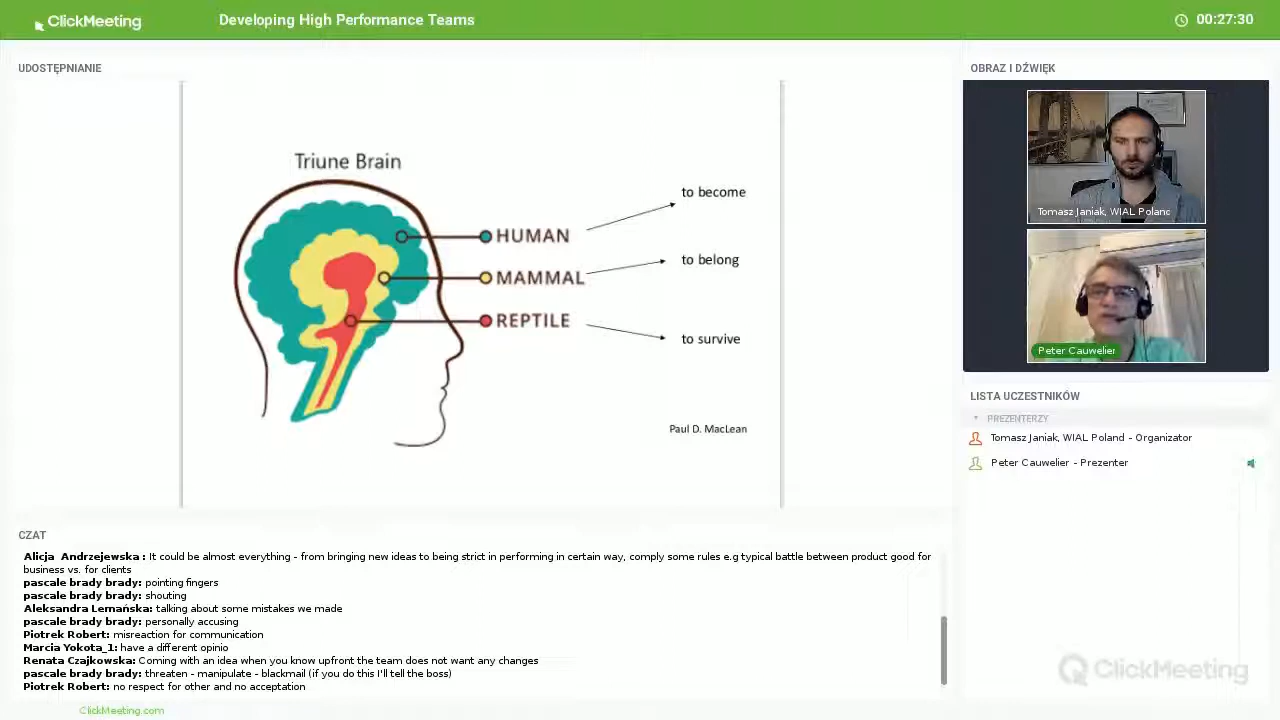 ClickMeeting
Developing High Performance Teams
00:27:30
UDOSTĘPNIANIE
Triune Brain
HUMAN
to become
MAMMAL
to belong
REPTILE
to survive
Paul D. MacLean
OBRAZ I DŹWIĘK
Tomasz Janiak, WIAL Poland
Peter Cauwelier
LISTA UCZESTNIKÓW
PREZENTERZY
Tomasz Janiak, WIAL Poland - Organizator
Peter Cauwelier - Prezenter
CZAT
Alicja Andrzejewska : It could be almost everything - from bringing new ideas to being strict in performing in certain way, comply some rules e.g typical battle between product good for
business vs. for clients
pascale brady brady: pointing fingers
pascale brady brady: shouting
Aleksandra Lemańska: talking about some mistakes we made
pascale brady brady: personally accusing
Piotrek Robert: misreaction for communication
Marcia Yokota_1: have a different opinio
Renata Czajkowska: Coming with an idea when you know upfront the team does not want any changes
pascale brady brady: threaten - manipulate - blackmail (if you do this I'll tell the boss)
Piotrek Robert: no respect for other and no acceptation
ClickMeeting
ClickMeeting.com